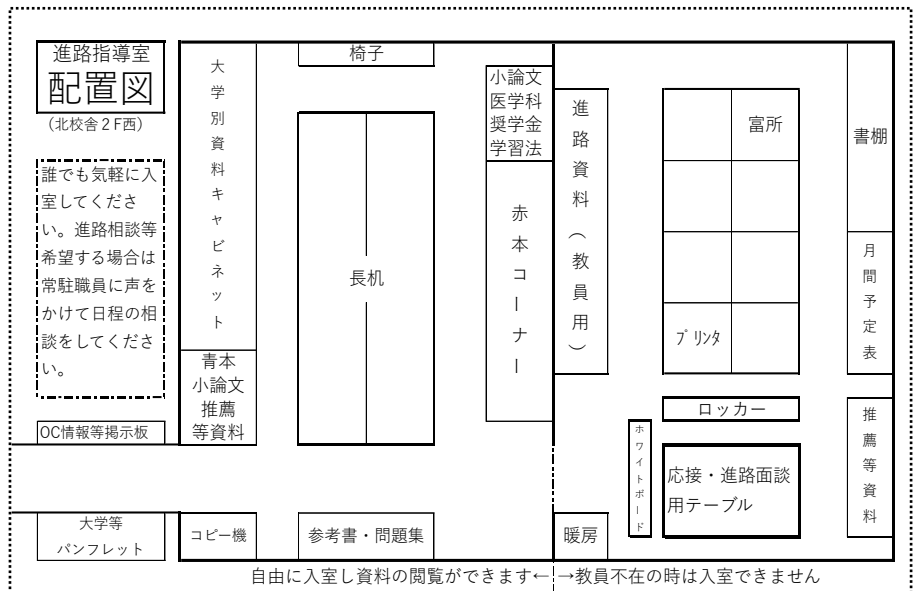 進路指導室
配置図
（北校舎２F西）
誰でも気軽に入
室してくださ
い。進路相談等
希望する場合は
常駐職員に声を
かけて日程の相
談をしてくださ
い。
OC情報等掲示板
大学等
パンフレット
大学別資料キャビネット
青本
小論文
推薦
等資料
コピー機
椅子
長机
参考書・問題集
小論文
医学科
奨学金
学習法
赤本コーナー
進路資料（教員用）
暖房
富所
プリンタ
ロッカー
ホワイトボード
応接・進路面談
用テーブル
書棚
月間予定表
推薦等資料
自由に入室し資料の閲覧ができます←
→教員不在の時は入室できません